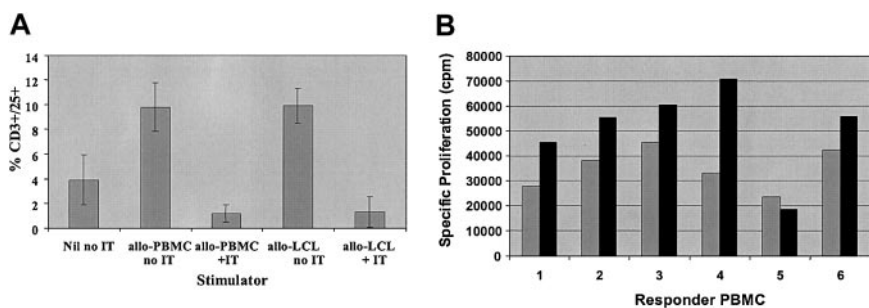 A
14
12
10
8
6
4
2
0
% CD3+/25+
Nil no IT
allo-PBMC no IT
allo-PBMC +IT
allo-LCL no IT
allo-LCL + IT
Stimulator
B
80000
70000
60000
50000
40000
30000
20000
10000
0
Specific Proliferation (cpm)
1 2 3 4 5 6
Responder PBMC